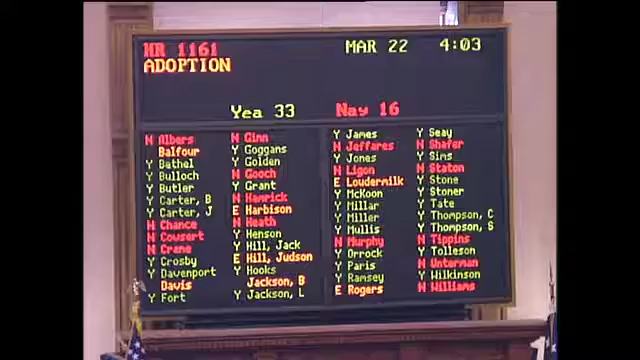 HR 1161 MAR 22 4:03
ADOPTION
Yea 33 Nay 16
N Albers
Balfour
Y Bethel
Y Bulloch
Y Butler
Y Carter, B
Y Carter, J
N Chance
N Cowsert
N Crane
Y Crosby
Y Davenport
Davis
Y Fort
N Ginn
Y Goggans
Y Golden
N Gooch
Y Grant
N Hamrick
E Harbison
N Heath
Y Henson
Y Hill, Jack
E Hill, Judson
Y Hooks
Jackson, B
Y Jackson, L
Y James
N Jeffares
Y Jones
N Ligon
E Loudermilk
Y McKoon
Y Millar
Y Miller
Y Mullis
N Murphy
Y Orrock
Y Paris
Y Ramsey
E Rogers
Y Seay
N Shafer
Y Sims
N Staton
Y Stone
Y Stoner
Y Tate
Y Thompson, C
Y Thompson, S
N Tippins
Y Tolleson
N Unterman
Y Wilkinson
N Williams